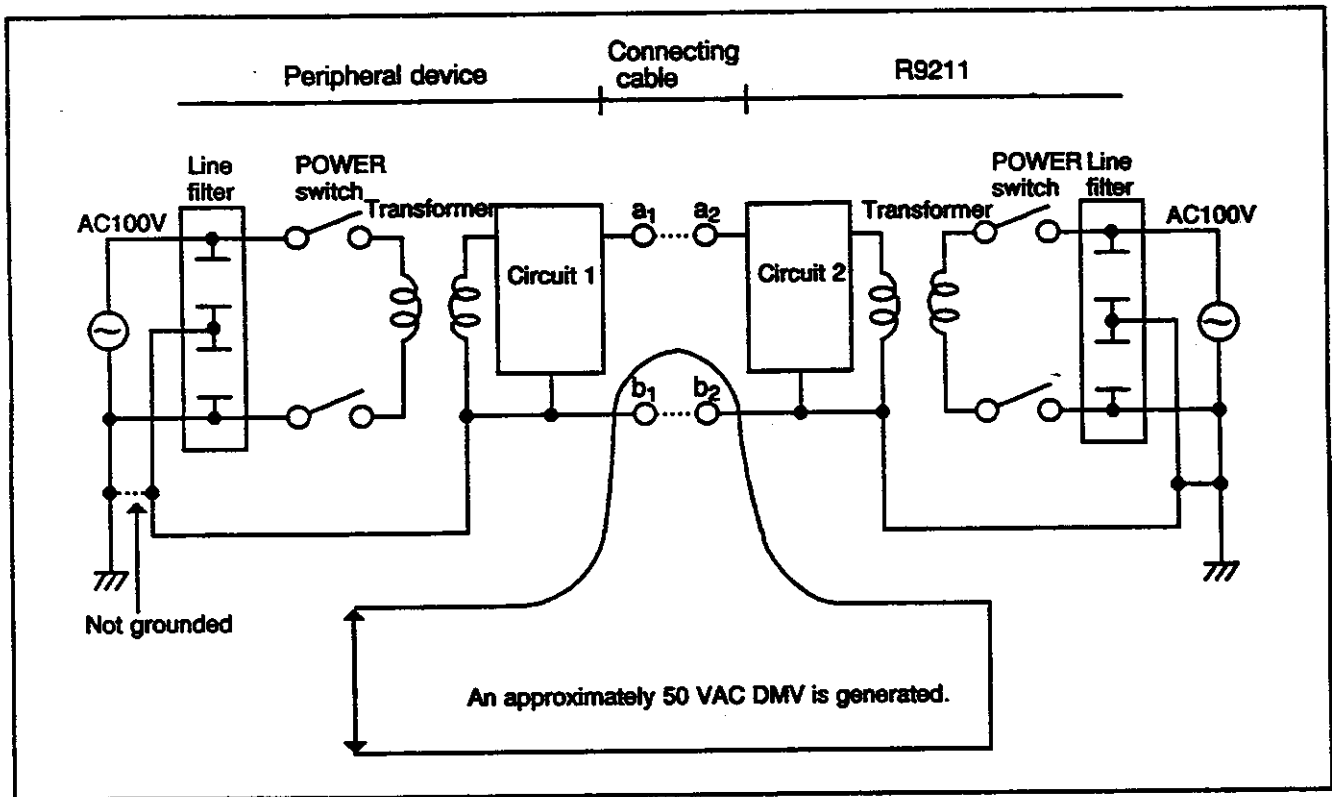 Peripheral device
Connecting
cable
R9211
Line
filter
POWER
switch
Transformer
AC100V
Circuit 1
a1
a2
Circuit 2
Transformer
POWER
switch
Line
filter
AC100V
b1
b2
Not grounded
An approximately 50 VAC DMV is generated.